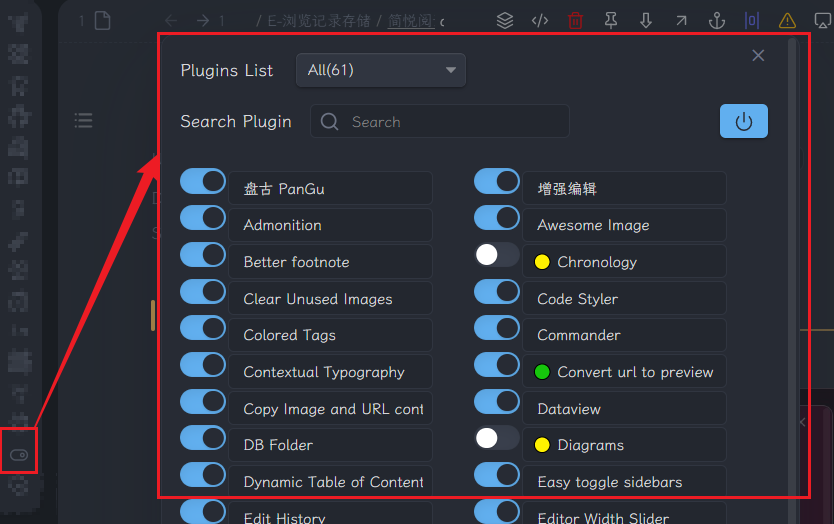 1 1 / E-浏览记录存储 / 简悦阅: c
Plugins List All(61)
Search Plugin Search
盘古 PanGu 增强编辑
Admonition Awesome Image
Better footnote Chronology
Clear Unused Images Code Styler
Colored Tags Commander
Contextual Typography Convert url to preview
Copy Image and URL cont Dataview
DB Folder Diagrams
Dynamic Table of Content Easy toggle sidebars
Edit History Editor Width Slider